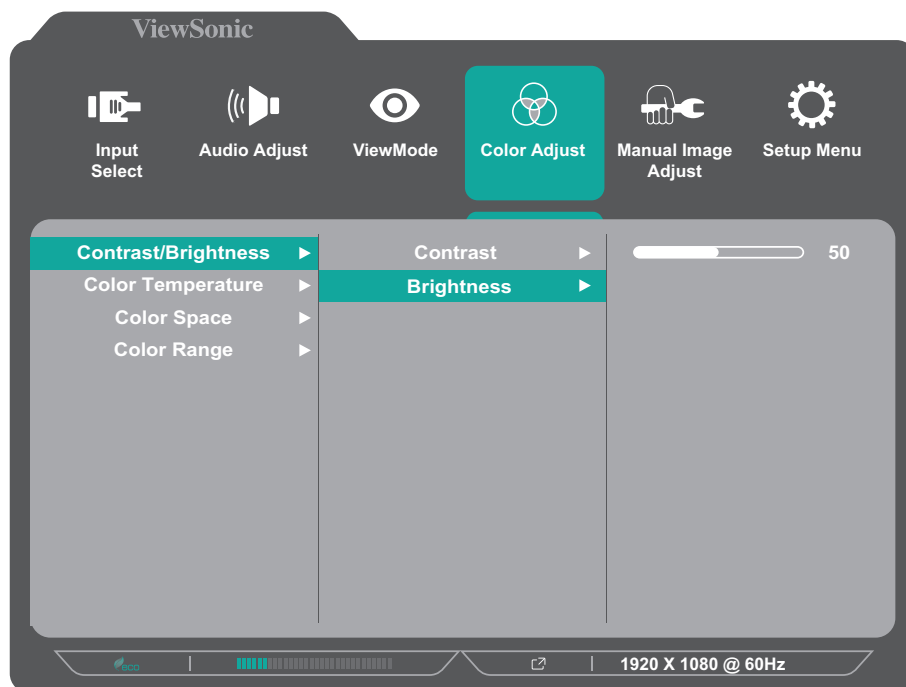 ViewSonic
Input
Select
Audio Adjust
ViewMode
Color Adjust
Manual Image
Adjust
Setup Menu
Contrast/Brightness
Color Temperature
Color Space
Color Range
Contrast
Brightness
50
eco
1920 X 1080 @ 60Hz